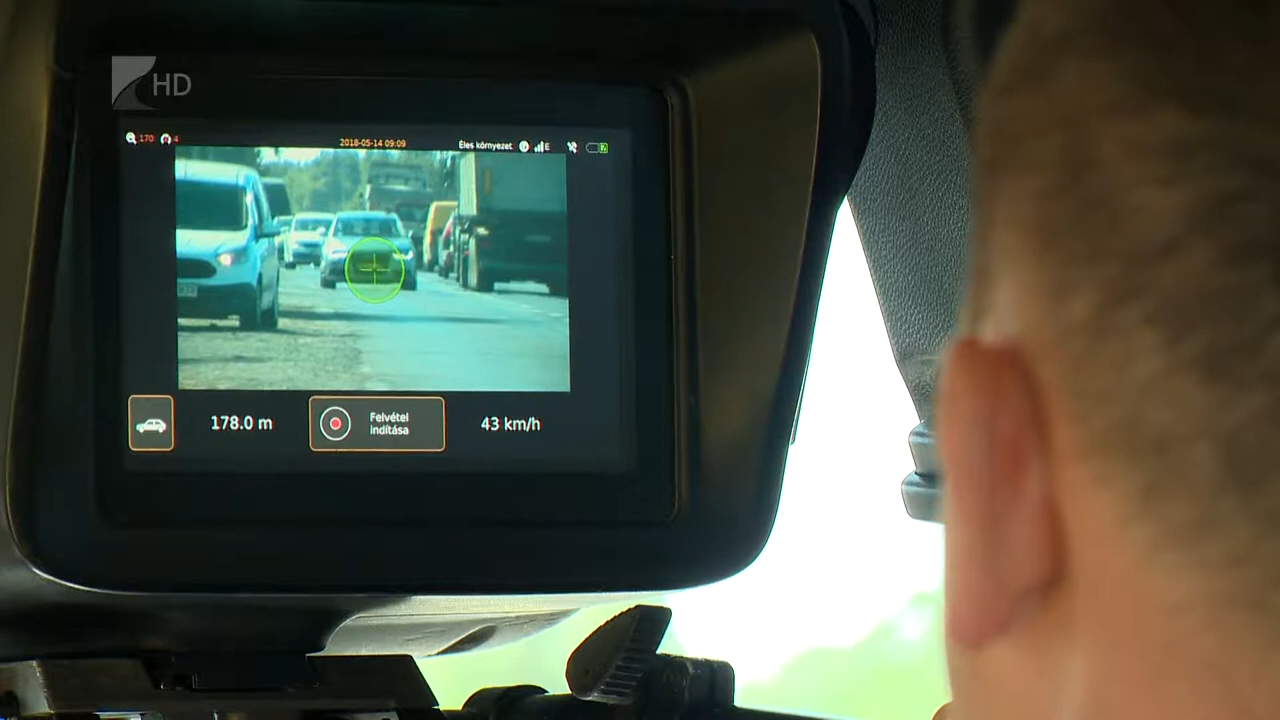 HD
170 4 2018-05-14 09:09 Éles környezet E
178.0 m
Felvétel
indítása
43 km/h